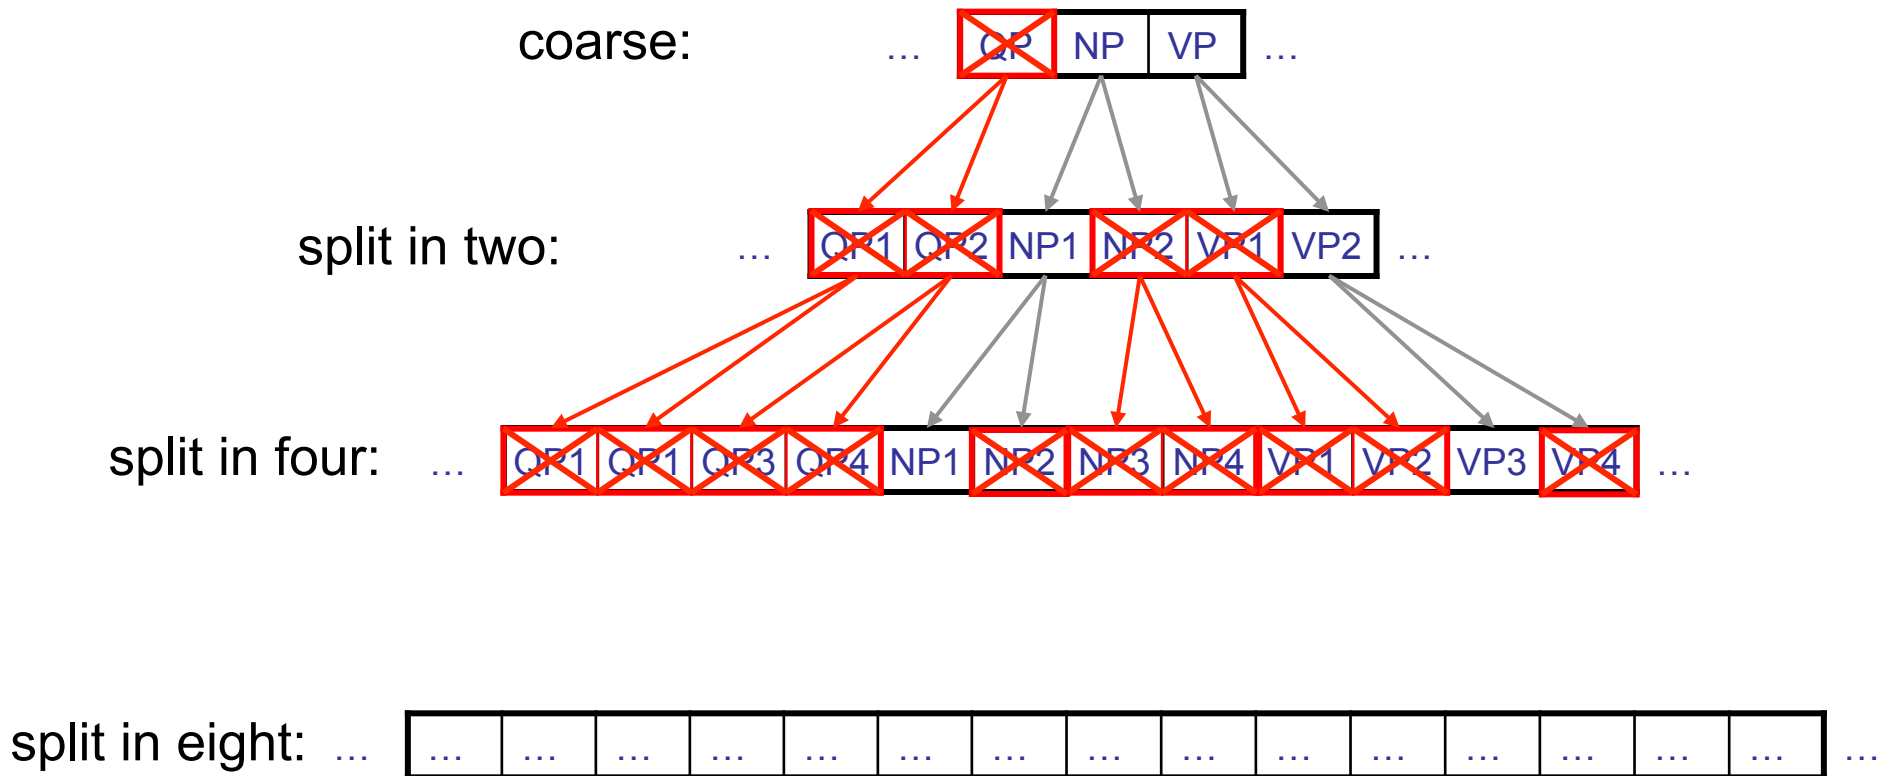 coarse: … QP NP VP …
split in two: … QP1 QP2 NP1 NP2 VP1 VP2 …
split in four: … QP1 QP1 QP3 QP4 NP1 NP2 NP3 NP4 VP1 VP2 VP3 VP4 …
split in eight: … … … … … … … … … … … … … … … … …